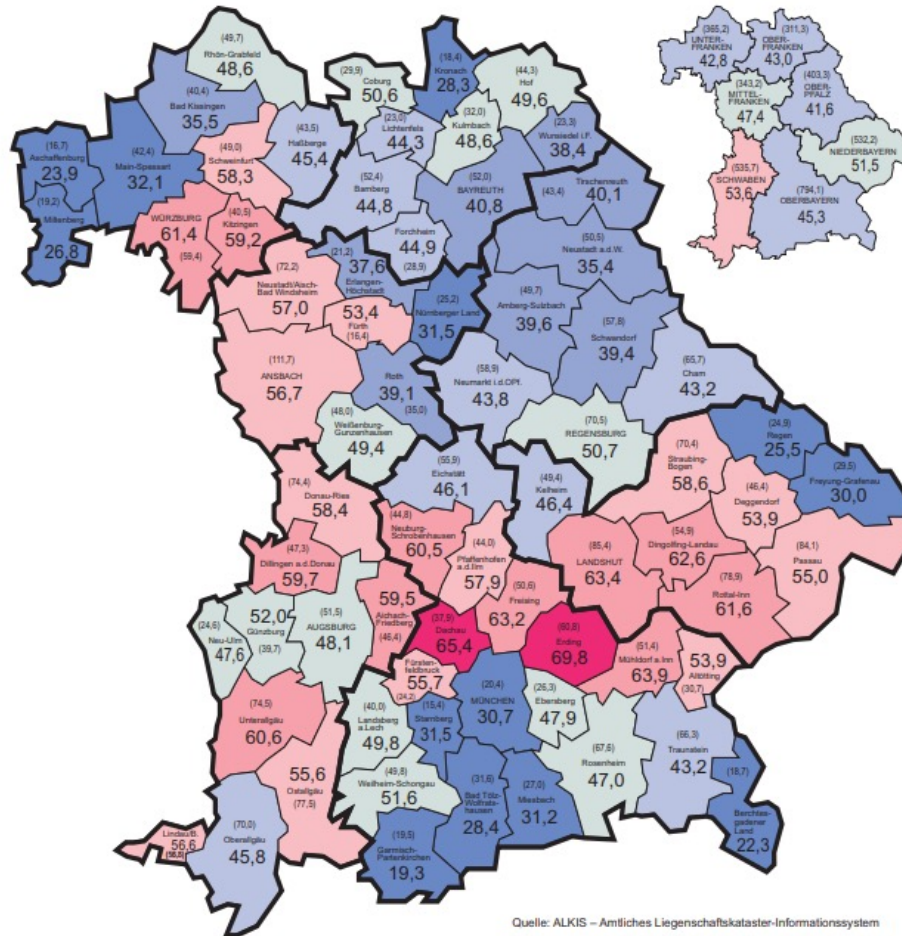 (49,7)
Rhön-Grabfeld
48,6
(29,9)
Coburg
50,6
(18,4)
Kronach
28,3
(44,3)
Hof
49,6
(40,4)
Bad Kissingen
35,5
(23,0)
Lichtenfels
44,3
(32,0)
Kulmbach
48,6
(23,3)
Wunsiedel i.F.
38,4
(16,7)
Aschaffenburg
23,9
(42,4)
Main-Spessart
32,1
(49,0)
Schweinfurt
58,3
(43,5)
Haßberge
45,4
(52,4)
Bamberg
44,8
(52,0)
BAYREUTH
40,8
Tirschenreuth
(43,4)
40,1
(19,2)
Miltenberg
26,8
WÜRZBURG
61,4
(59,4)
(40,5)
Kitzingen
59,2
Forchheim
44,9
(28,9)
(50,5)
Neustadt a.d.W.
35,4
(72,2)
Neustadt/Aisch-
Bad Windsheim
57,0
(21,2)
37,6
Erlangen-
Höchstadt
53,4
Fürth
(16,4)
(25,2)
Nürnberger Land
31,5
(49,7)
Amberg-Sulzbach
39,6
(57,8)
Schwandorf
39,4
(111,7)
ANSBACH
56,7
Roth
39,1
(35,0)
(58,9)
Neumarkt i.d.OPf.
43,8
(65,7)
Cham
43,2
(48,0)
Weißenburg-
Gunzenhausen
49,4
(70,5)
REGENSBURG
50,7
(24,9)
Regen
25,5
(55,9)
Eichstätt
46,1
(49,4)
Kelheim
46,4
(70,4)
Straubing-
Bogen
58,6
(46,4)
Deggendorf
53,9
(29,5)
Freyung-Grafenau
30,0
(74,4)
Donau-Ries
58,4
(44,8)
Neuburg-
Schrobenhausen
60,5
(44,0)
Pfaffenhofen
a.d.Ilm
57,9
(85,4)
LANDSHUT
63,4
(54,9)
Dingolfing-Landau
62,6
(84,1)
Passau
55,0
(47,3)
Dillingen a.d.Donau
59,7
(78,9)
Rottal-Inn
61,6
(24,6)
Neu-Ulm
47,6
52,0
Günzburg
(39,7)
(51,5)
AUGSBURG
48,1
59,5
Aichach-
Friedberg
(46,4)
(37,9)
Dachau
65,4
(50,6)
Freising
63,2
(60,8)
Erding
69,8
(51,4)
Mühldorf a.Inn
63,9
53,9
Altötting
(30,7)
Fürsten-
feldbruck
55,7
(24,2)
(74,5)
Unterallgäu
60,6
(40,0)
Landsberg
a.Lech
49,8
(15,4)
Starnberg
31,5
(20,4)
MÜNCHEN
30,7
(26,3)
Ebersberg
47,9
(67,6)
Rosenheim
47,0
(66,3)
Traunstein
43,2
(18,7)
Berchtes-
gadener
Land
22,3
55,6
Ostallgäu
(77,5)
(49,8)
Weilheim-Schongau
51,6
(31,6)
Bad Tölz-
Wolfrats-
hausen
28,4
(27,0)
Miesbach
31,2
Lindau/B.
56,6
(70,0)
Oberallgäu
45,8
(19,5)
Garmisch-
Partenkirchen
19,3
(365,2)
UNTER-
FRANKEN
42,8
(311,3)
OBER-
FRANKEN
43,0
(343,2)
MITTEL-
FRANKEN
47,4
(403,3)
OBER-
PFALZ
41,6
(532,2)
NIEDERBAYERN
51,5
(535,7)
SCHWABEN
53,6
(794,1)
OBERBAYERN
45,3
Quelle: ALKIS – Amtliches Liegenschaftskataster-Informationssystem